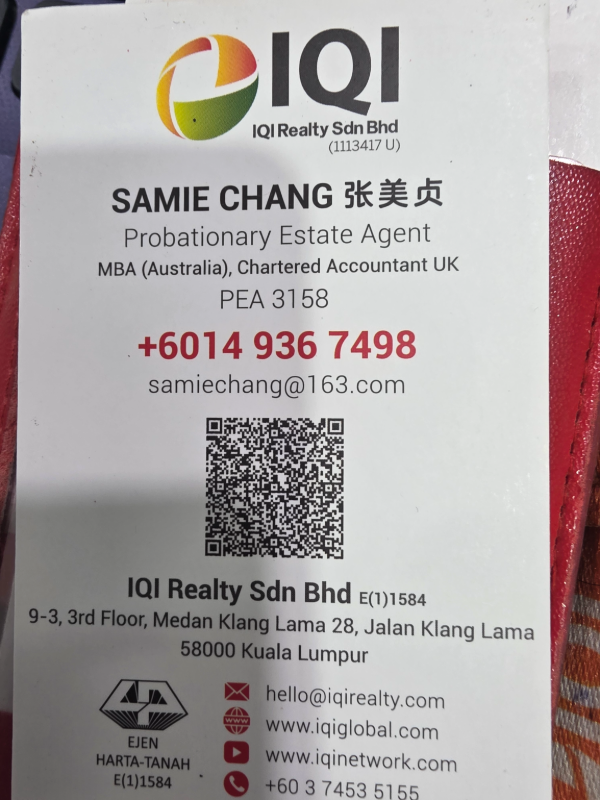 IQI
IQI Realty Sdn Bhd
(1113417 U)
SAMIE CHANG 张美贞
Probationary Estate Agent
MBA (Australia), Chartered Accountant UK
PEA 3158
+6014 936 7498
samiechang@163.com
IQI Realty Sdn Bhd E(1)1584
9-3, 3rd Floor, Medan Klang Lama 28, Jalan Klang Lama
58000 Kuala Lumpur
hello@iqirealty.com
www.iqiglobal.com
www.iqinetwork.com
+60 3 7453 5155
EJEN
HARTA-TANAH
E(1)1584